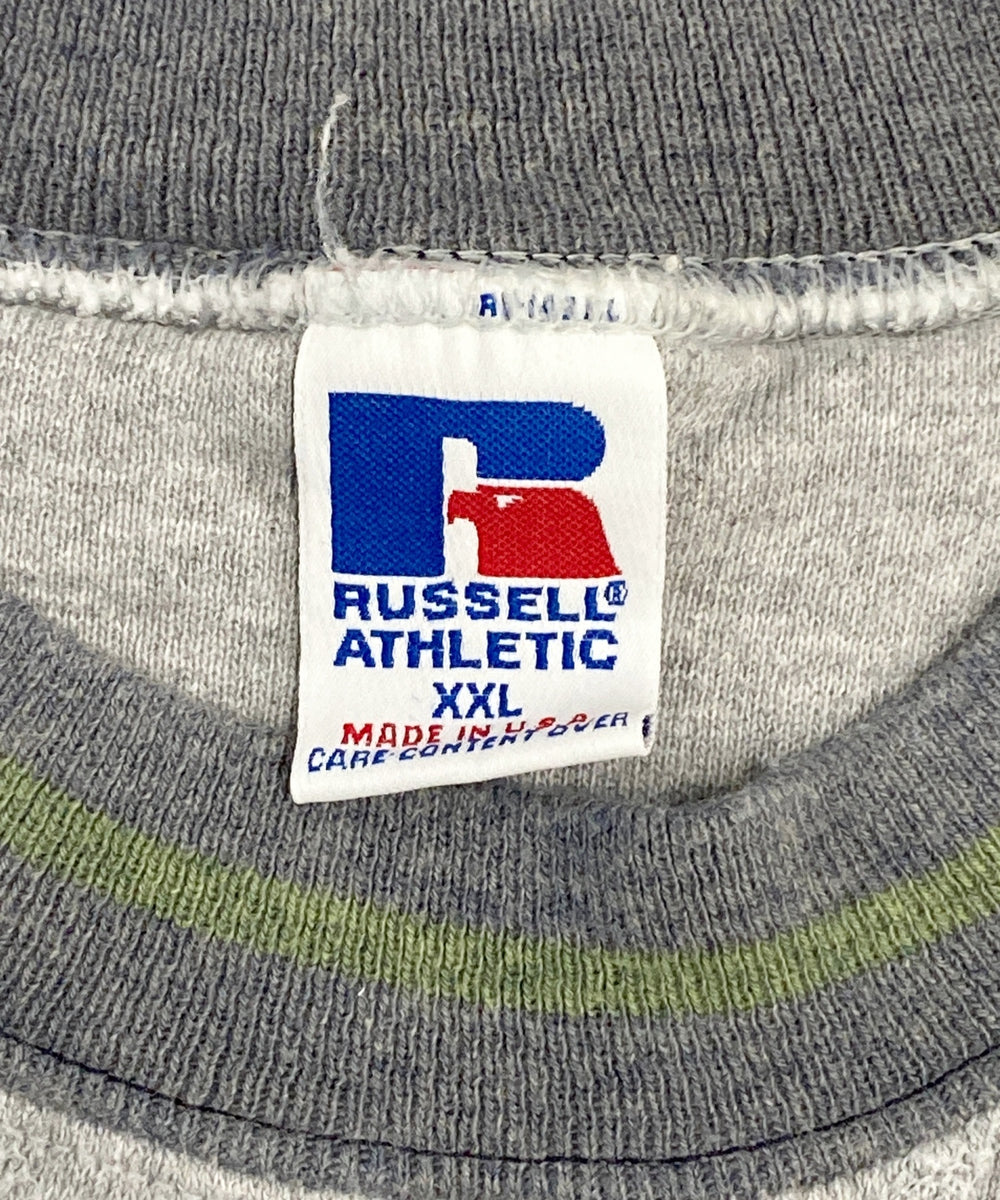 RUSSELL®
ATHLETIC
XXL
MADE IN U.S.A
CARE-CONTENT OVER